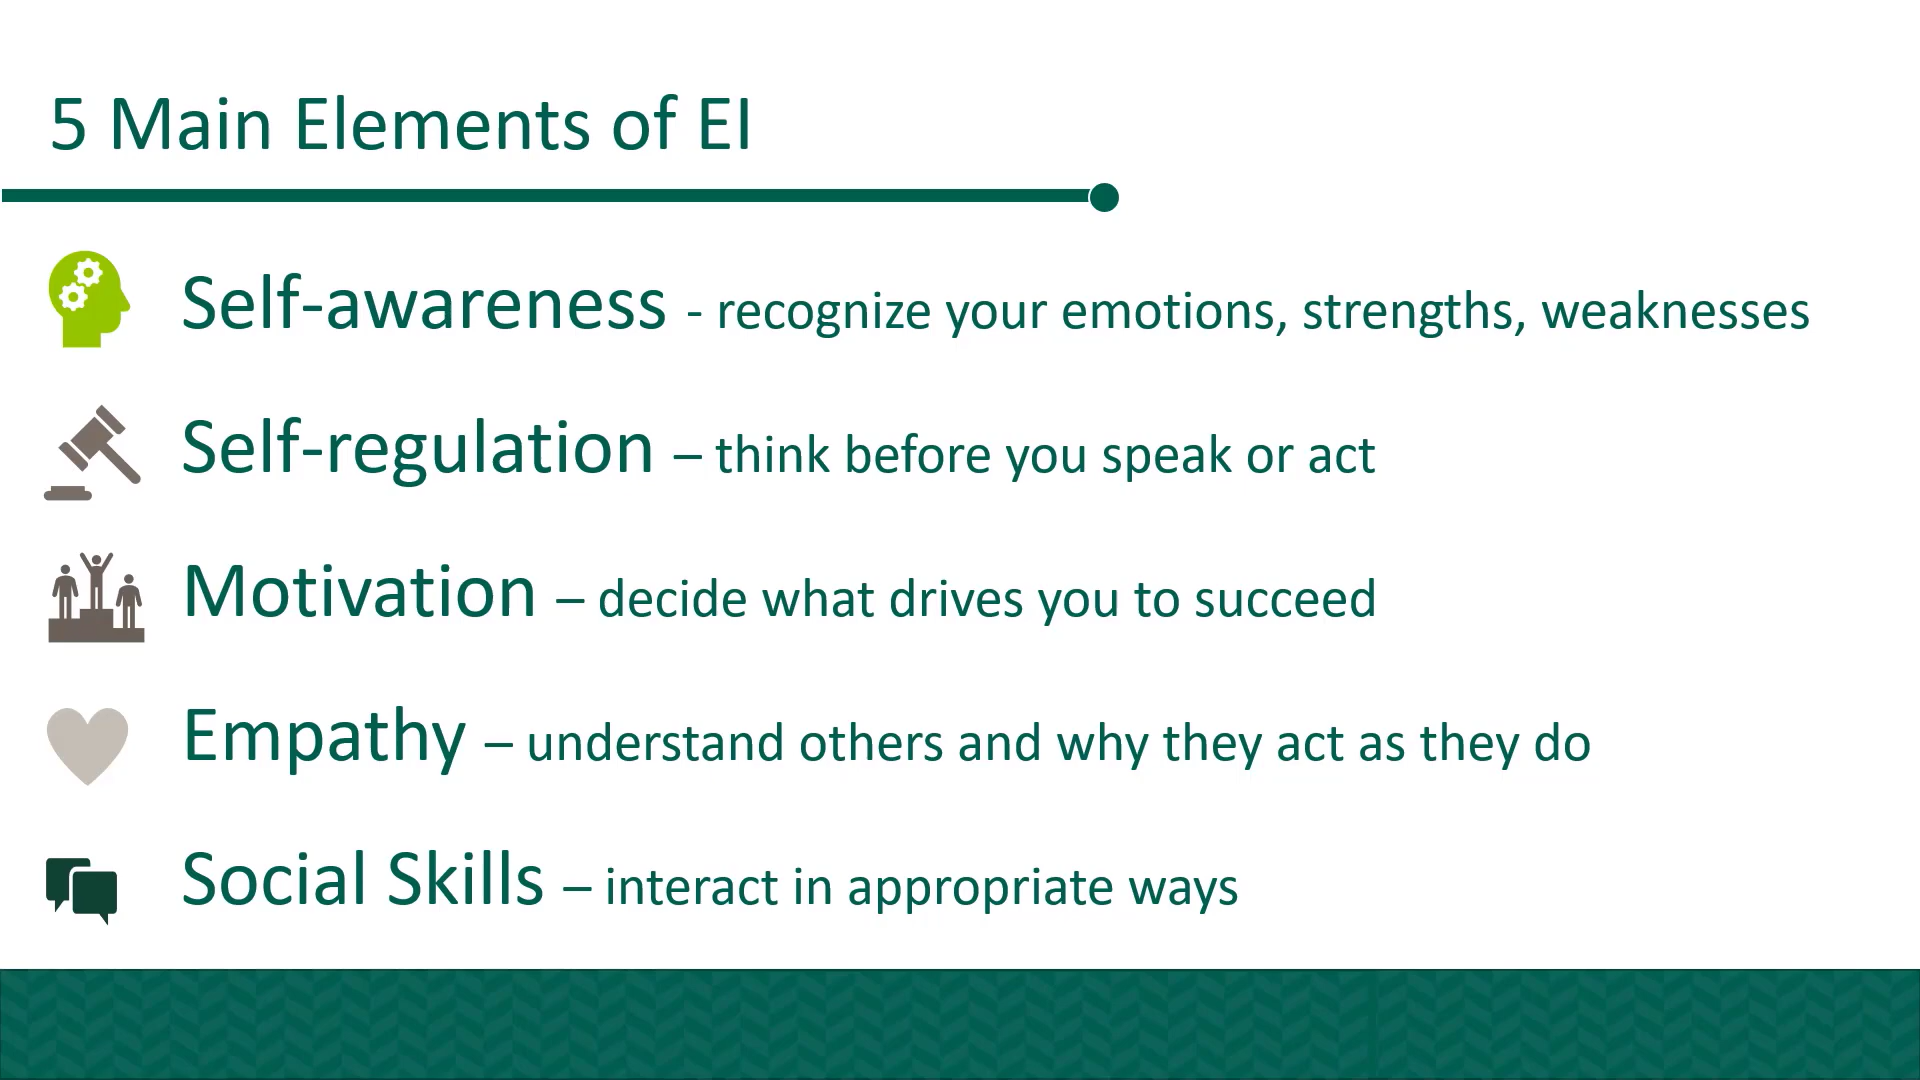 5 Main Elements of EI
Self-awareness - recognize your emotions, strengths, weaknesses
Self-regulation – think before you speak or act
Motivation – decide what drives you to succeed
Empathy – understand others and why they act as they do
Social Skills – interact in appropriate ways